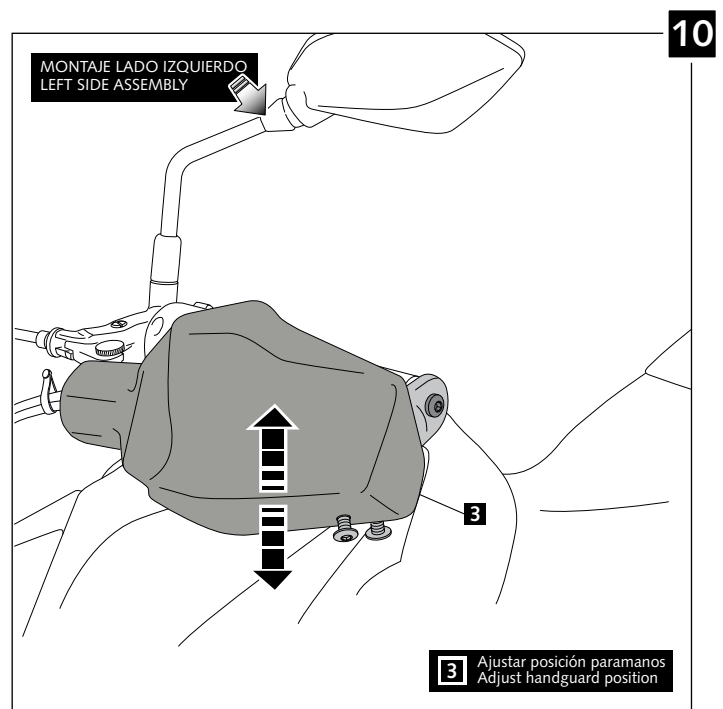 10
MONTAJE LADO IZQUIERDO
LEFT SIDE ASSEMBLY
3
3
Ajustar posición paramanos
Adjust handguard position